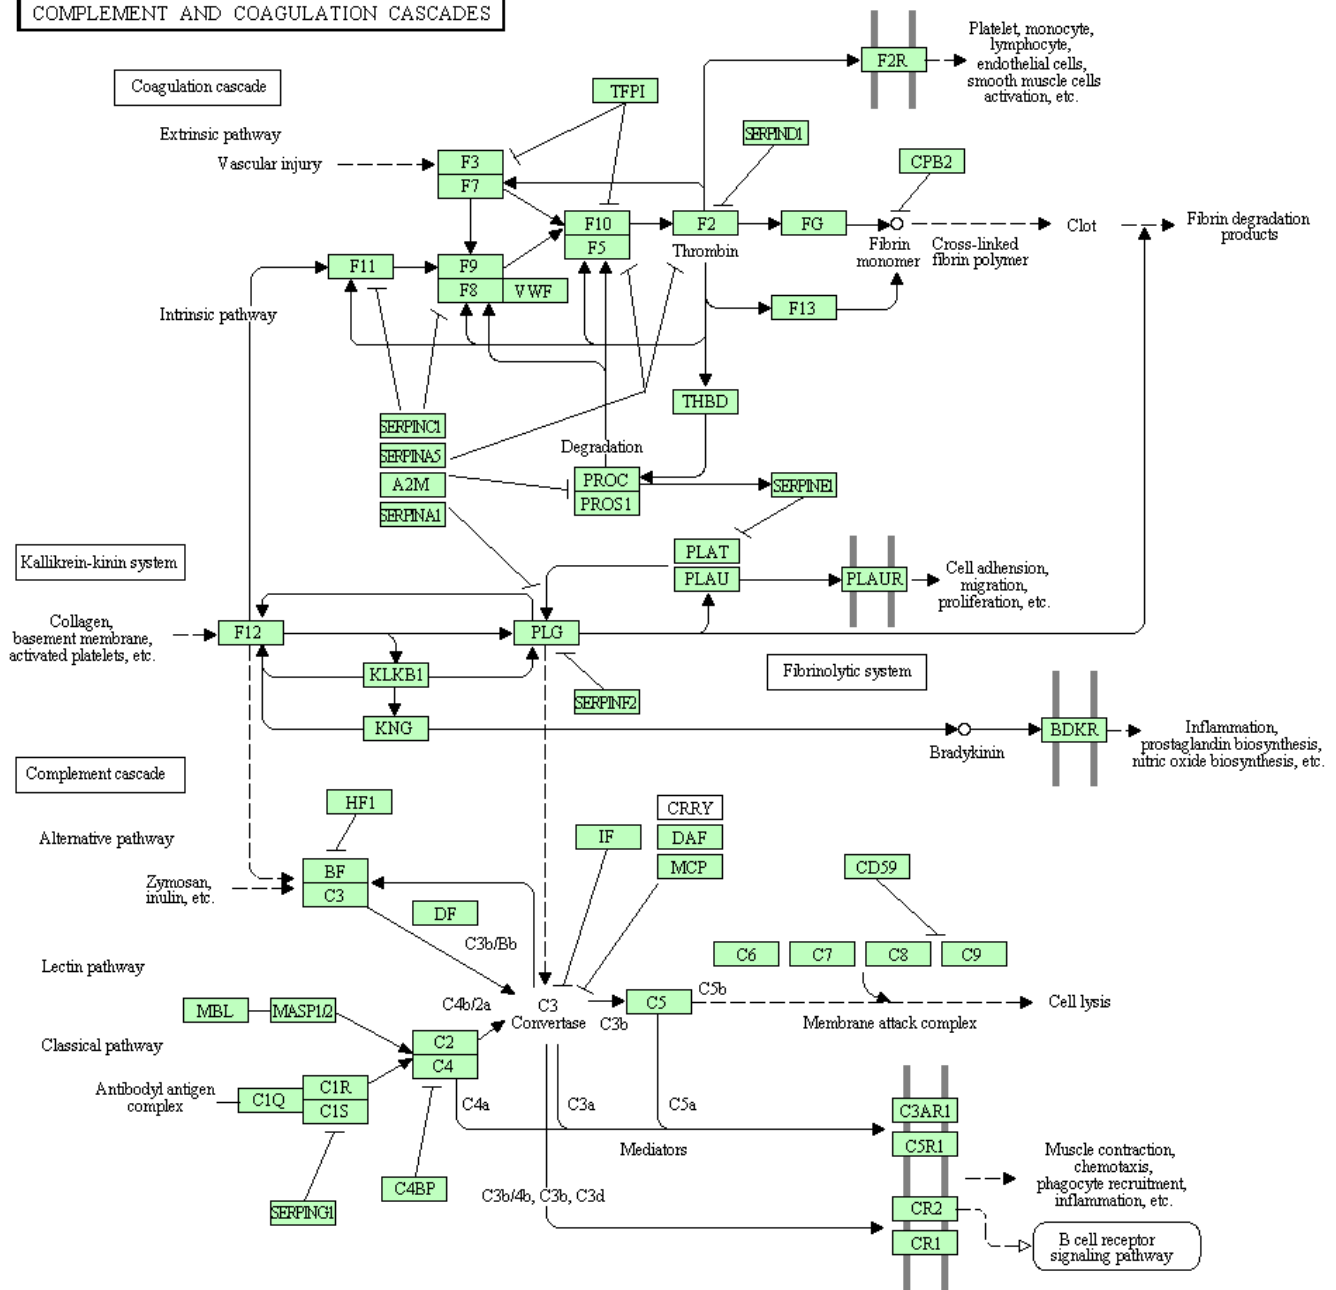 COMPLEMENT AND COAGULATION CASCADES
Platelet, monocyte,
lymphocyte,
endothelial cells,
smooth muscle cells
activation, etc.
F2R
Coagulation cascade
TFPI
Extrinsic pathway
SERPIND1
Vascular injury
F3
F7
CPB2
F10
F5
F2
Thrombin
FG
Fibrin
monomer
Cross-linked
fibrin polymer
Clot
Fibrin degradation
products
F11
F9
F8
VWF
F13
Intrinsic pathway
THBD
SERPINC1
SERPINA5
A2M
SERPINA1
Degradation
PROC
PROS1
SERPINE1
Kallikrein-kinin system
PLAT
PLAU
PLAUR
Cell adhension,
migration,
proliferation, etc.
Collagen,
basement membrane,
activated platelets, etc.
F12
PLG
KLKB1
Fibrinolytic system
SERPINF2
KNG
Bradykinin
BDKR
Inflammation,
prostaglandin biosynthesis,
nitric oxide biosynthesis, etc.
Complement cascade
HF1
CRRY
Alternative pathway
IF
DAF
MCP
CD59
BF
C3
Zymosan,
inulin, etc.
DF
C3b/Bb
C6
C7
C8
C9
Lectin pathway
MBL
MASP1/2
C4b/2a
C3
Convertase
C3b
C5
C5b
Membrane attack complex
Cell lysis
Classical pathway
C2
C4
Antibodyl antigen
complex
C1Q
C1R
C1S
C4a
C3a
C5a
Mediators
C3AR1
C5R1
Muscle contraction,
chemotaxis,
phagocyte recruitment,
inflammation, etc.
C4BP
SERPING1
C3b/4b, C3b, C3d
CR2
CR1
B cell receptor
signaling pathway